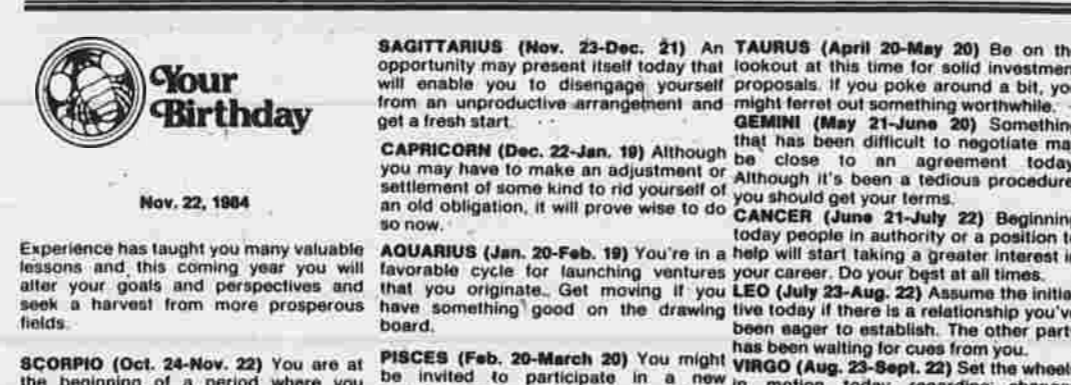 Your
Birthday
Nov. 22, 1984
Experience has taught you many valuable
lessons and this coming year you will
alter your goals and perspectives and
seek a harvest from more prosperous
fields.
SCORPIO (Oct. 24-Nov. 22) You are at
the beginning of a period where you
SAGITTARIUS (Nov. 23-Dec. 21) An
opportunity may present itself today that
will enable you to disengage yourself
from an unproductive arrangement and
get a fresh start.
CAPRICORN (Dec. 22-Jan. 19) Although
you may have to make an adjustment or
settlement of some kind to rid yourself of
an old obligation, it will prove wise to do
so now.
AQUARIUS (Jan. 20-Feb. 19) You're in a
favorable cycle for launching ventures
that you originate. Get moving if you
have something good on the drawing
board.
PISCES (Feb. 20-March 20) You might
be invited to participate in a new
TAURUS (April 20-May 20) Be on th
lookout at this time for solid investmen
proposals. If you poke around a bit, yo
might ferret out something worthwhile.
GEMINI (May 21-June 20) Something
that has been difficult to negotiate ma
be close to an agreement today
Although it's been a tedious procedure
you should get your terms.
CANCER (June 21-July 22) Beginning
today people in authority or a position t
help will start taking a greater interest i
your career. Do your best at all times.
LEO (July 23-Aug. 22) Assume the initia
tive today if there is a relationship you'v
been eager to establish. The other part
has been waiting for cues from you.
VIRGO (Aug. 23-Sept. 22) Set the wheel
in motion today regarding